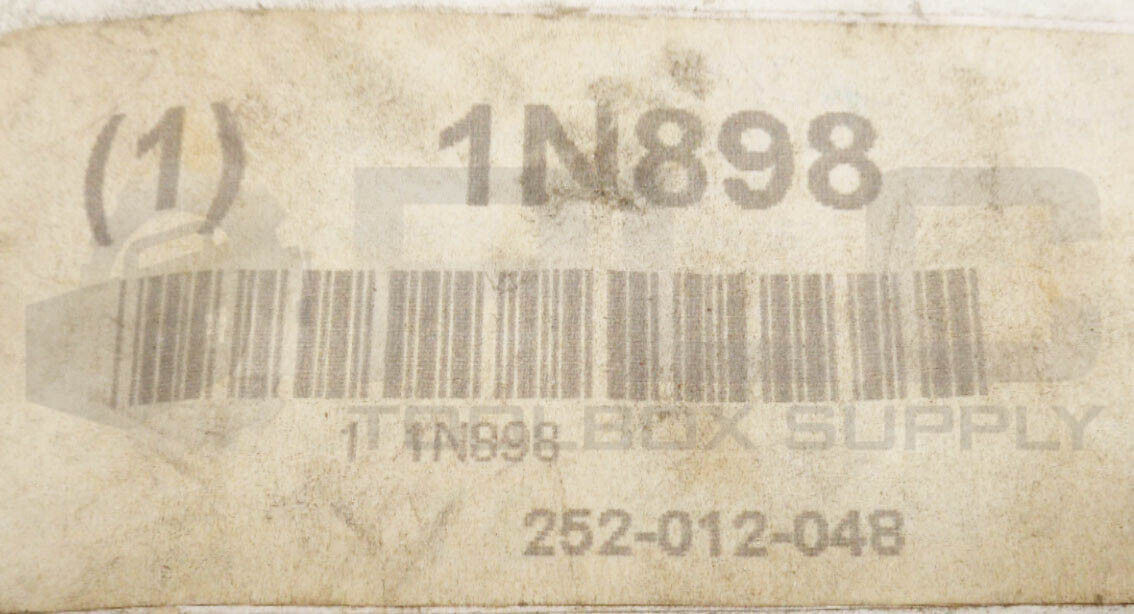 (1) 1N898
1 1N898
TOOLBOX SUPPLY
252-012-048